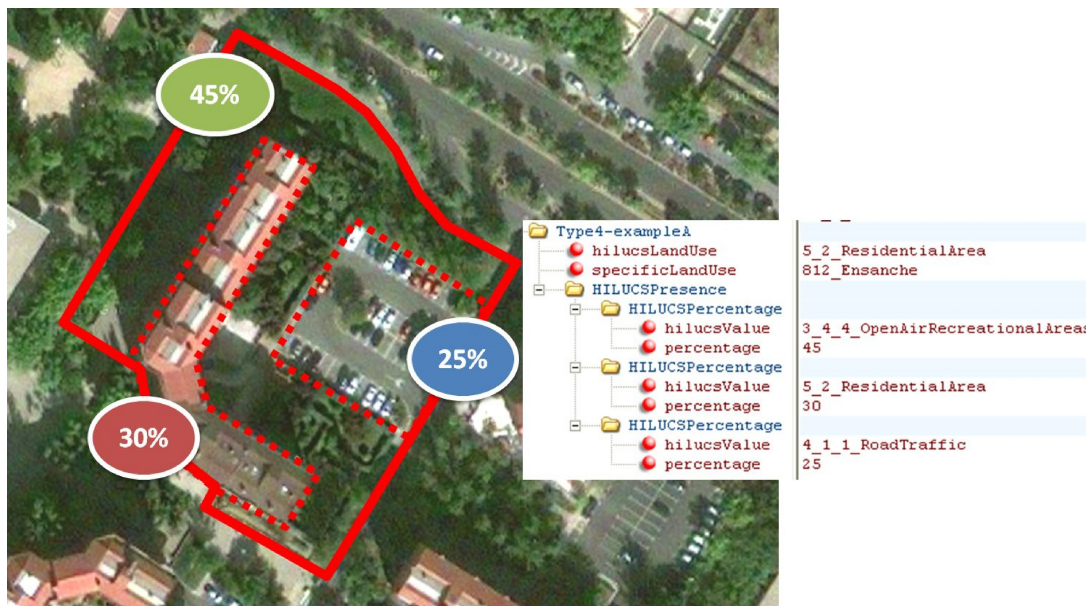 45%
25%
30%
Type4-exampleA
hilucsLandUse 5_2_ResidentialArea
specificLandUse 812_Ensanche
HILUCSPresence
HILUCSPercentage
hilucsValue 3_4_4_OpenAirRecreationalAreas
percentage 45
HILUCSPercentage
hilucsValue 5_2_ResidentialArea
percentage 30
HILUCSPercentage
hilucsValue 4_1_1_RoadTraffic
percentage 25